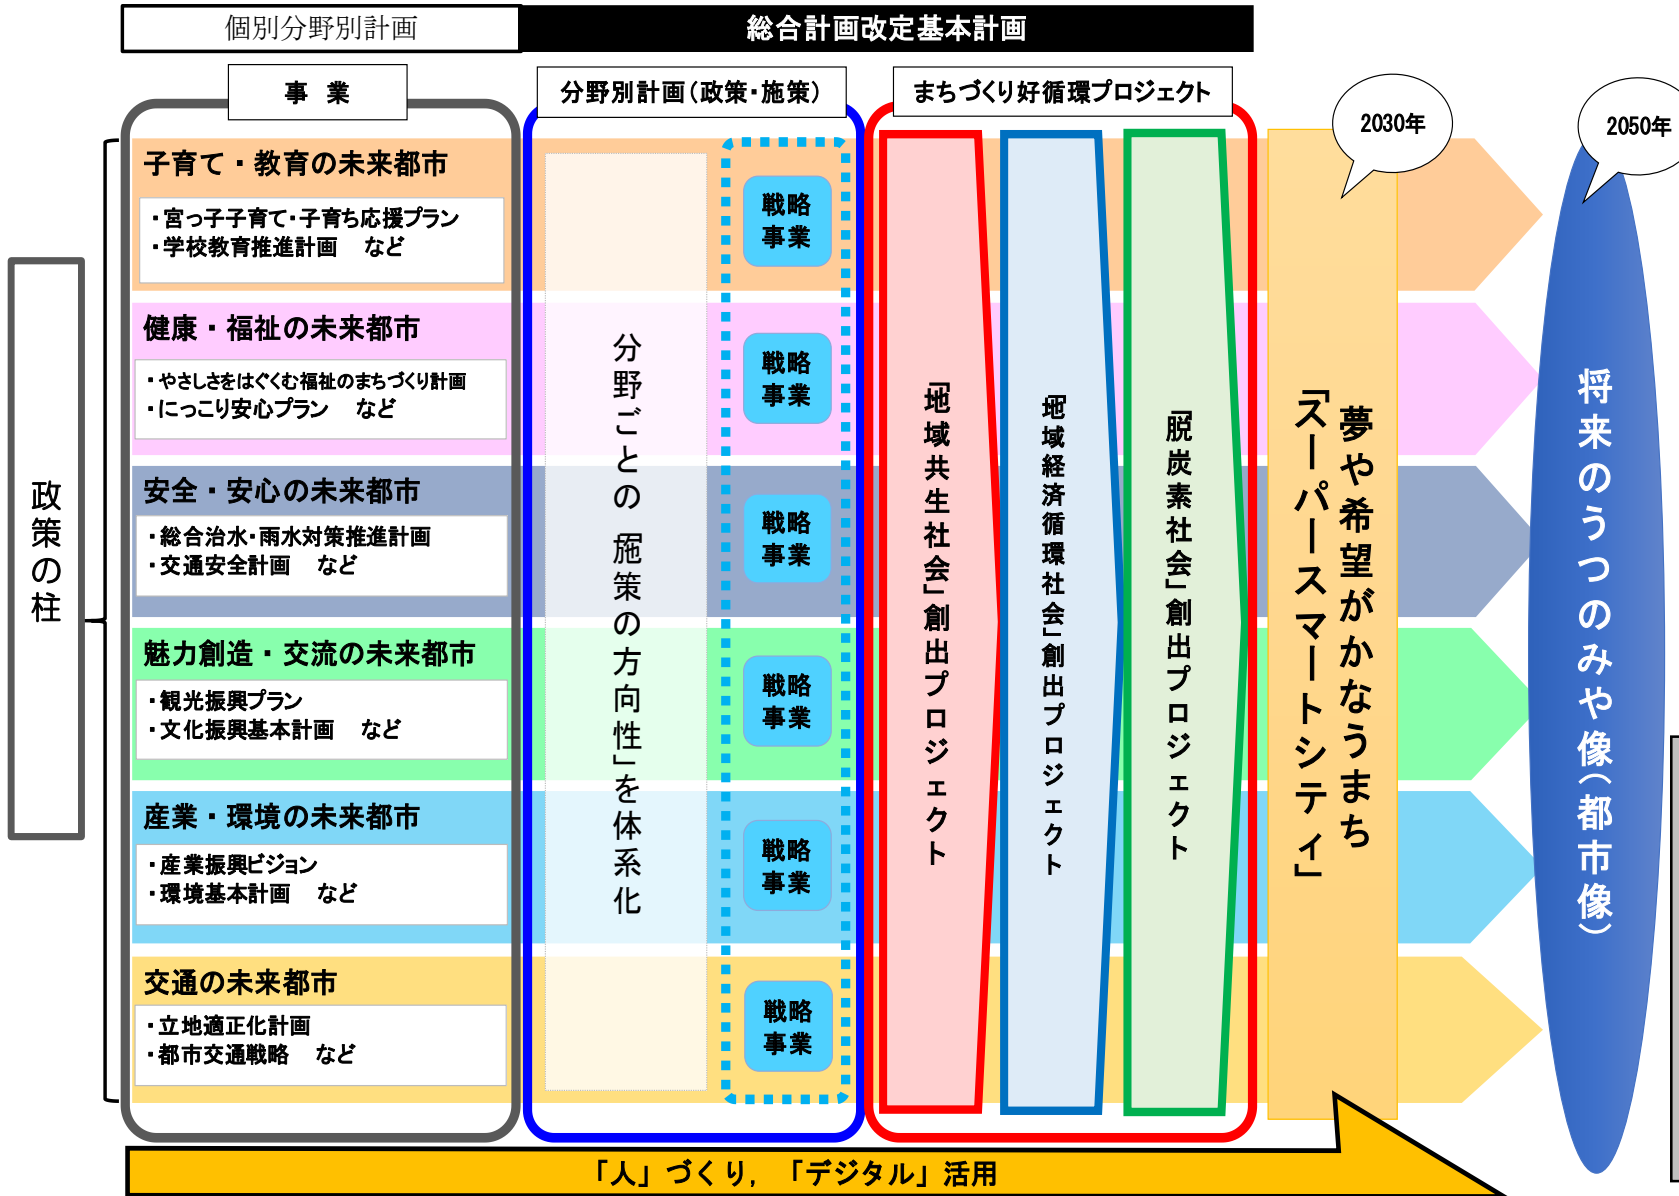 個別分野別計画
総合計画改定基本計画
事 業
分野別計画(政策・施策)
まちづくり好循環プロジェクト
2030年
2050年
政策の柱
子育て・教育の未来都市
・宮っ子子育て・子育ち応援プラン
・学校教育推進計画 など
健康・福祉の未来都市
・やさしさをはぐくむ福祉のまちづくり計画
・にっこり安心プラン など
安全・安心の未来都市
・総合治水・雨水対策推進計画
・交通安全計画 など
魅力創造・交流の未来都市
・観光振興プラン
・文化振興基本計画 など
産業・環境の未来都市
・産業振興ビジョン
・環境基本計画 など
交通の未来都市
・立地適正化計画
・都市交通戦略 など
分野ごとの「施策の方向性」を体系化
戦略
事業
戦略
事業
戦略
事業
戦略
事業
戦略
事業
戦略
事業
「地域共生社会」創出プロジェクト
「地域経済循環社会」創出プロジェクト
「脱炭素社会」創出プロジェクト
夢や希望がかなうまち
「スーパースマートシティ」
将来のうつのみや像(都市像)
「人」づくり,「デジタル」活用